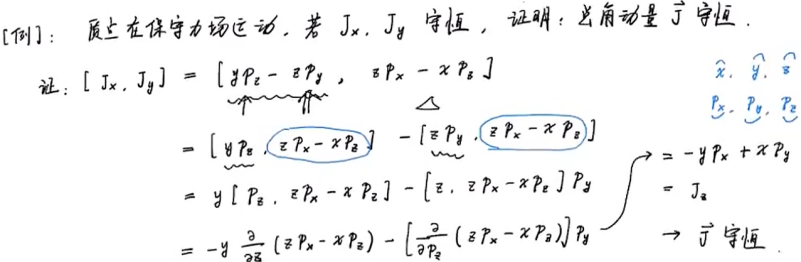 [例]： 质点在保守力场运动，若 Jx, Jy 守恒，证明：总角动量 J⃗ 守恒.
证: [Jx, Jy] = [yPz - zPy, zPx - xPz]
x̂, ŷ, ẑ
Px, Py, Pz
= [yPz, zPx - xPz] - [zPy, zPx - xPz]
= y[Pz, zPx - xPz] - [z, zPx - xPz]Py
= -y ∂/∂z (zPx - xPz) - [∂/∂Pz (zPx - xPz)]Py
= -yPx + xPy
= Jz
→ J⃗ 守恒